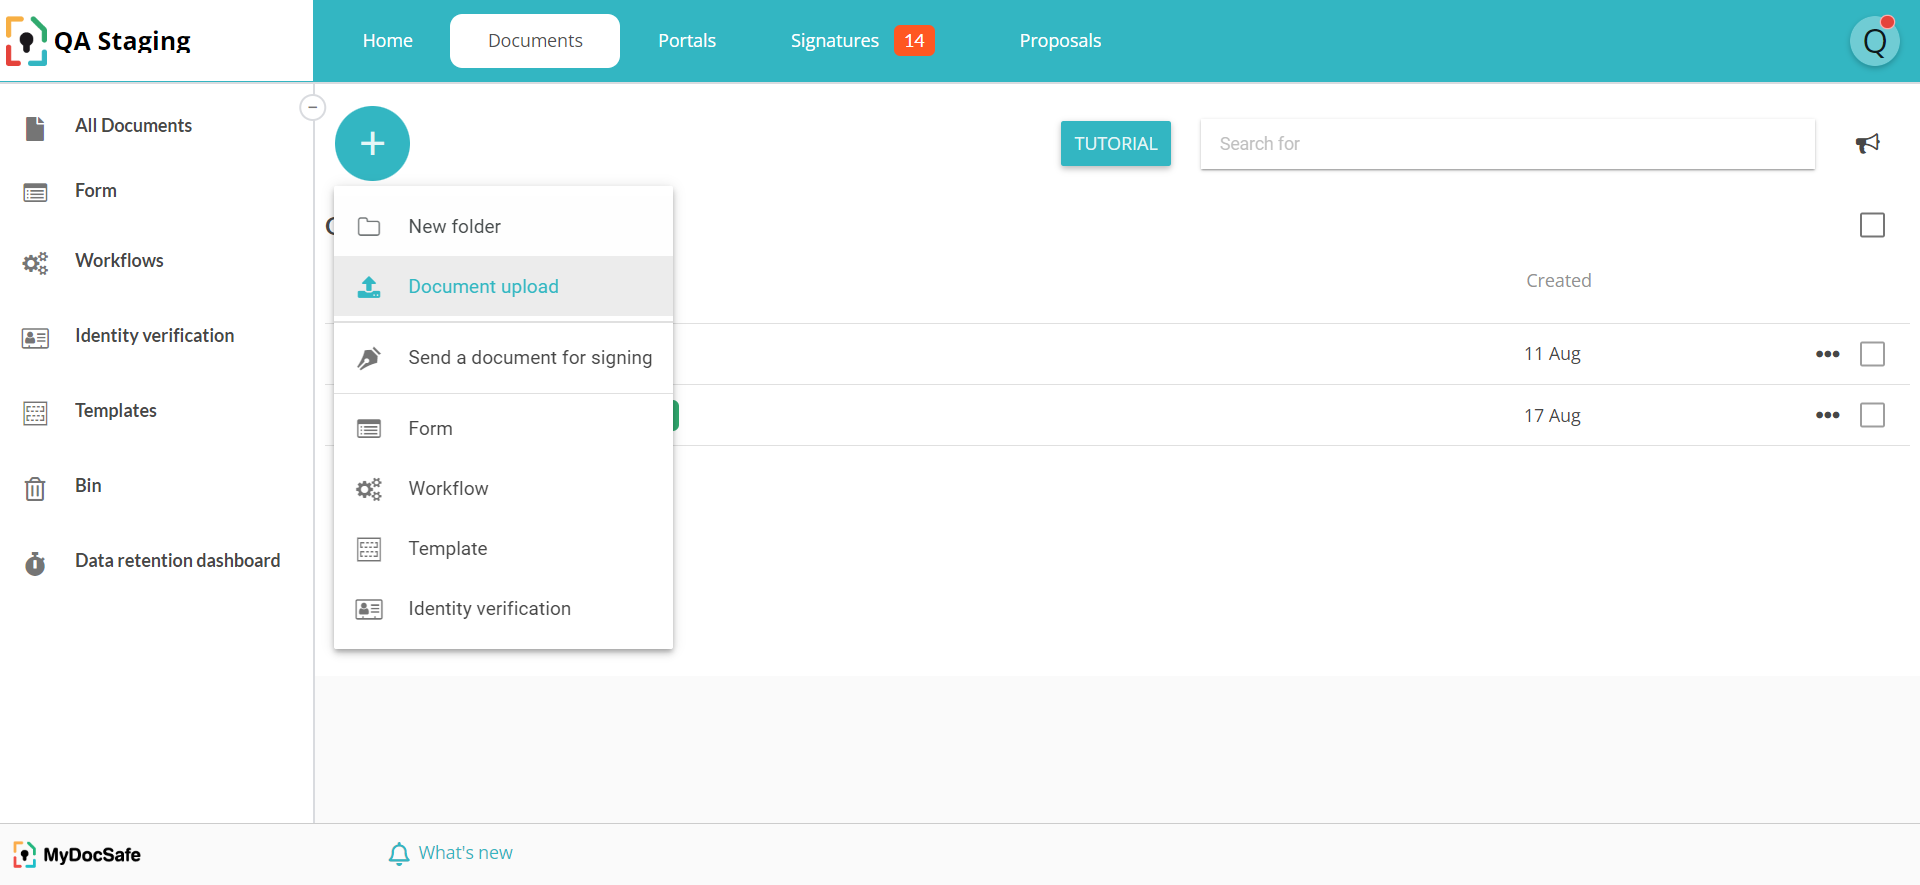 QA Staging
Home
Documents
Portals
Signatures 14
Proposals
Q
All Documents
Form
Workflows
Identity verification
Templates
Bin
Data retention dashboard
−
+
TUTORIAL
Search for
New folder
Document upload
Send a document for signing
Form
Workflow
Template
Identity verification
Created
11 Aug
17 Aug
MyDocSafe
What's new